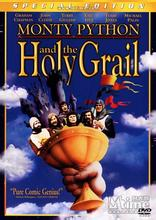 SPECIAL EDITION
GRAHAM CHAPMAN JOHN CLEESE TERRY GILLIAM ERIC IDLE TERRY JONES MICHAEL PALIN
MONTY PYTHON
and the
HOLY GRAIL
"Pure Comic Genius!"
Mtime